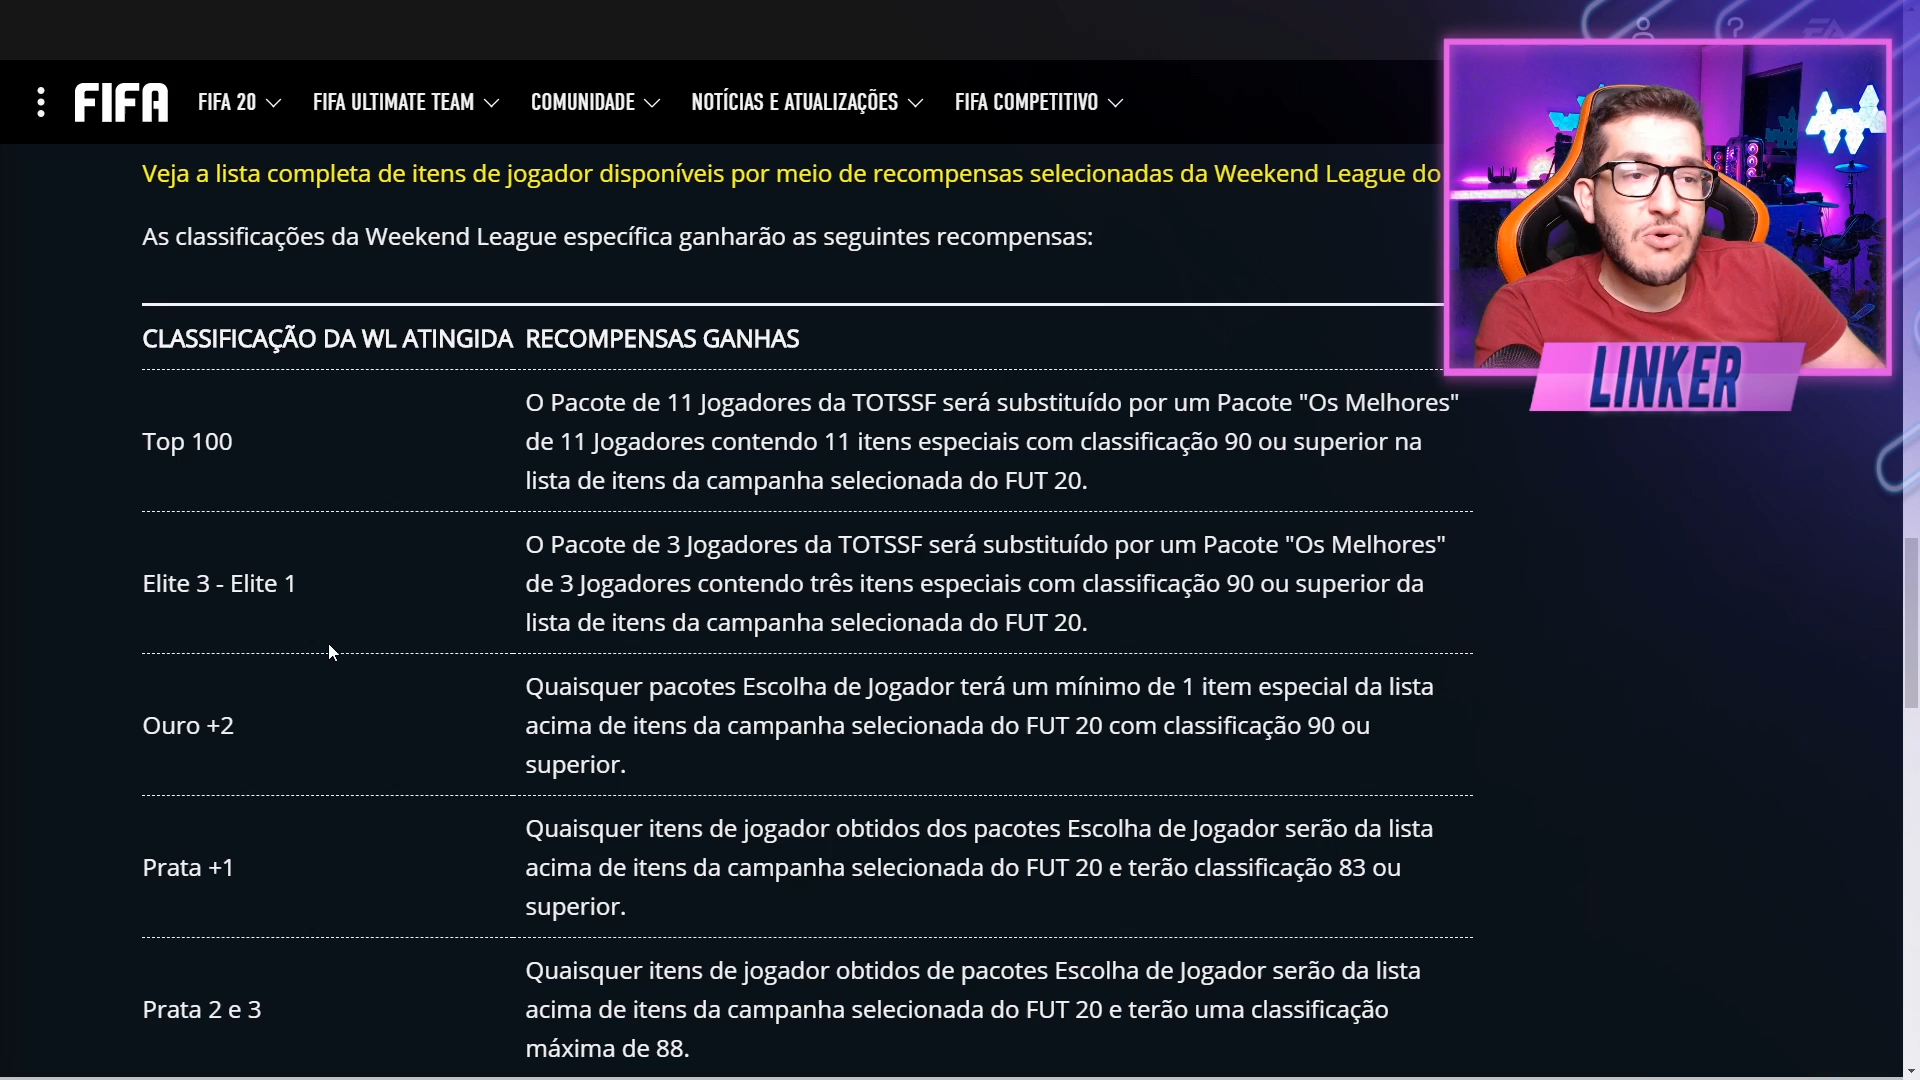 FIFA
FIFA 20
FIFA ULTIMATE TEAM
COMUNIDADE
NOTÍCIAS E ATUALIZAÇÕES
FIFA COMPETITIVO
Veja a lista completa de itens de jogador disponíveis por meio de recompensas selecionadas da Weekend League do
As classificações da Weekend League específica ganharão as seguintes recompensas:
CLASSIFICAÇÃO DA WL ATINGIDA RECOMPENSAS GANHAS
LINKER
Top 100
O Pacote de 11 Jogadores da TOTSSF será substituído por um Pacote "Os Melhores"
de 11 Jogadores contendo 11 itens especiais com classificação 90 ou superior na
lista de itens da campanha selecionada do FUT 20.
Elite 3 - Elite 1
O Pacote de 3 Jogadores da TOTSSF será substituído por um Pacote "Os Melhores"
de 3 Jogadores contendo três itens especiais com classificação 90 ou superior da
lista de itens da campanha selecionada do FUT 20.
Ouro +2
Quaisquer pacotes Escolha de Jogador terá um mínimo de 1 item especial da lista
acima de itens da campanha selecionada do FUT 20 com classificação 90 ou
superior.
Prata +1
Quaisquer itens de jogador obtidos dos pacotes Escolha de Jogador serão da lista
acima de itens da campanha selecionada do FUT 20 e terão classificação 83 ou
superior.
Prata 2 e 3
Quaisquer itens de jogador obtidos de pacotes Escolha de Jogador serão da lista
acima de itens da campanha selecionada do FUT 20 e terão uma classificação
máxima de 88.